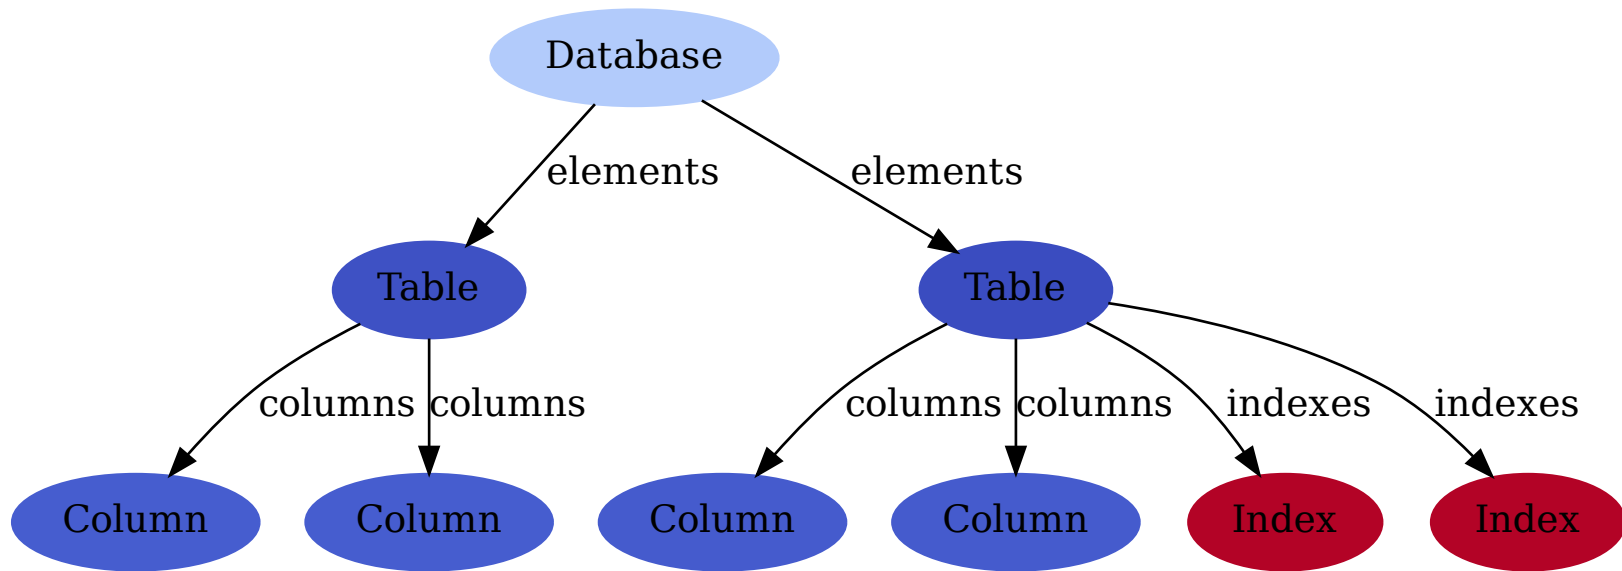 Database
elements elements
Table Table
columns columns columns columns indexes indexes
Column Column Column Column Index Index